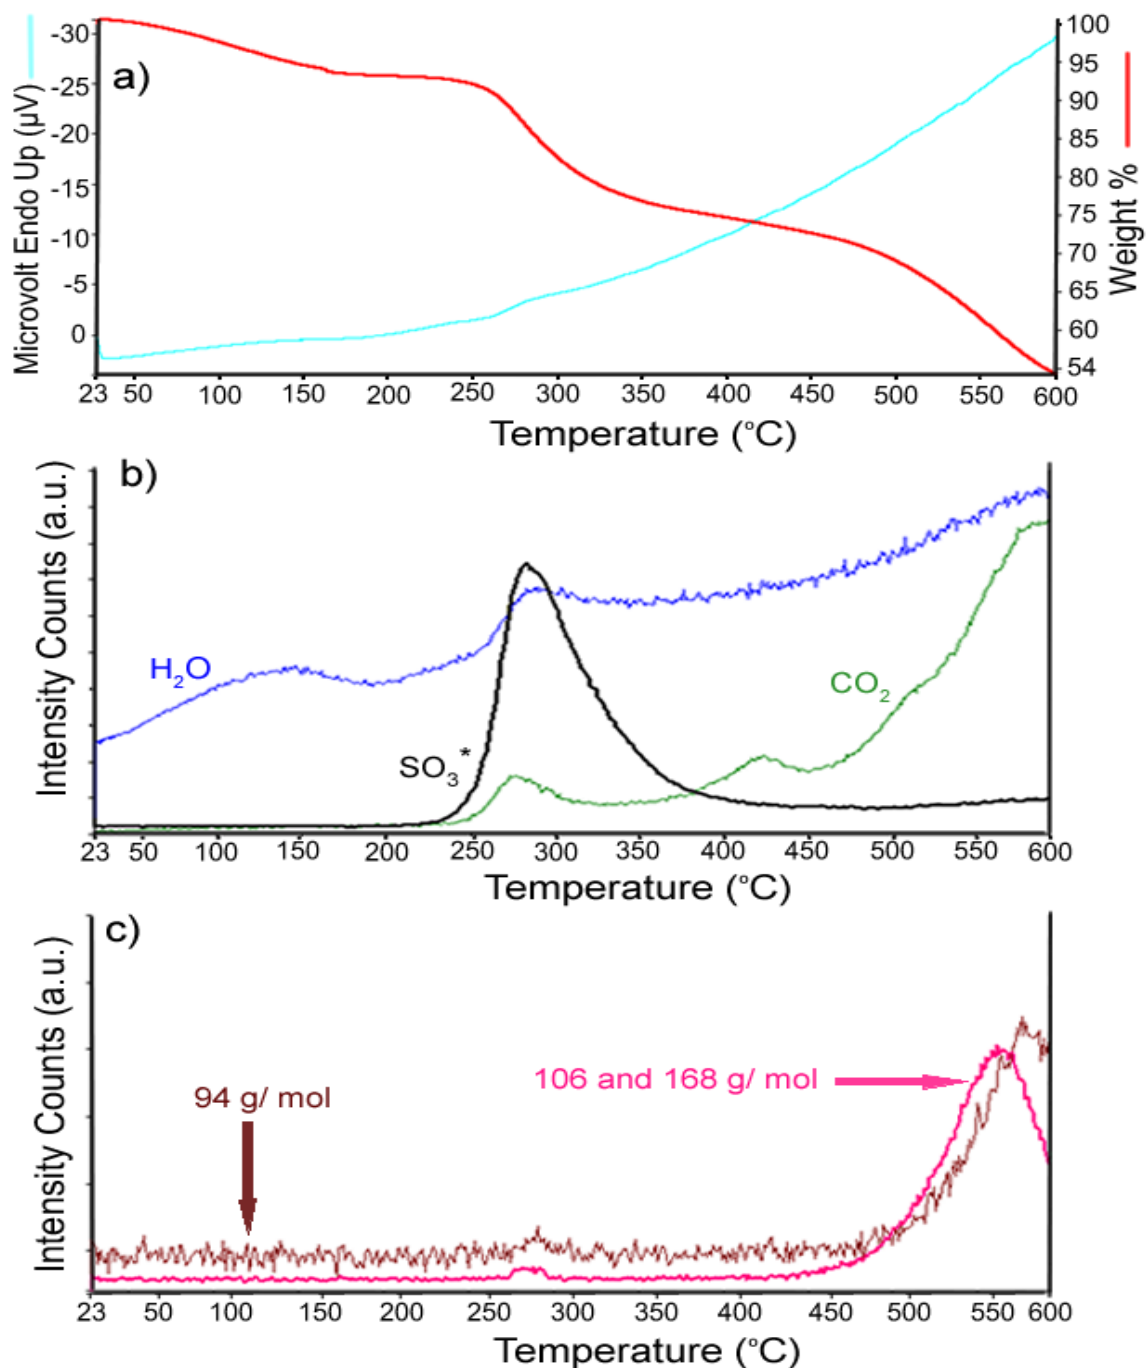 a)
Microvolt Endo Up (µV)
-30
-25
-20
-15
-10
-5
0
100
95
90
85
80
75
70
65
60
54
Weight %
23 50 100 150 200 250 300 350 400 450 500 550 600
Temperature (°C)
b)
Intensity Counts (a.u.)
H₂O
SO₃*
CO₂
23 50 100 150 200 250 300 350 400 450 500 550 600
Temperature (°C)
c)
Intensity Counts (a.u.)
94 g/ mol
106 and 168 g/ mol
23 50 100 150 200 250 300 350 400 450 500 550 600
Temperature (°C)